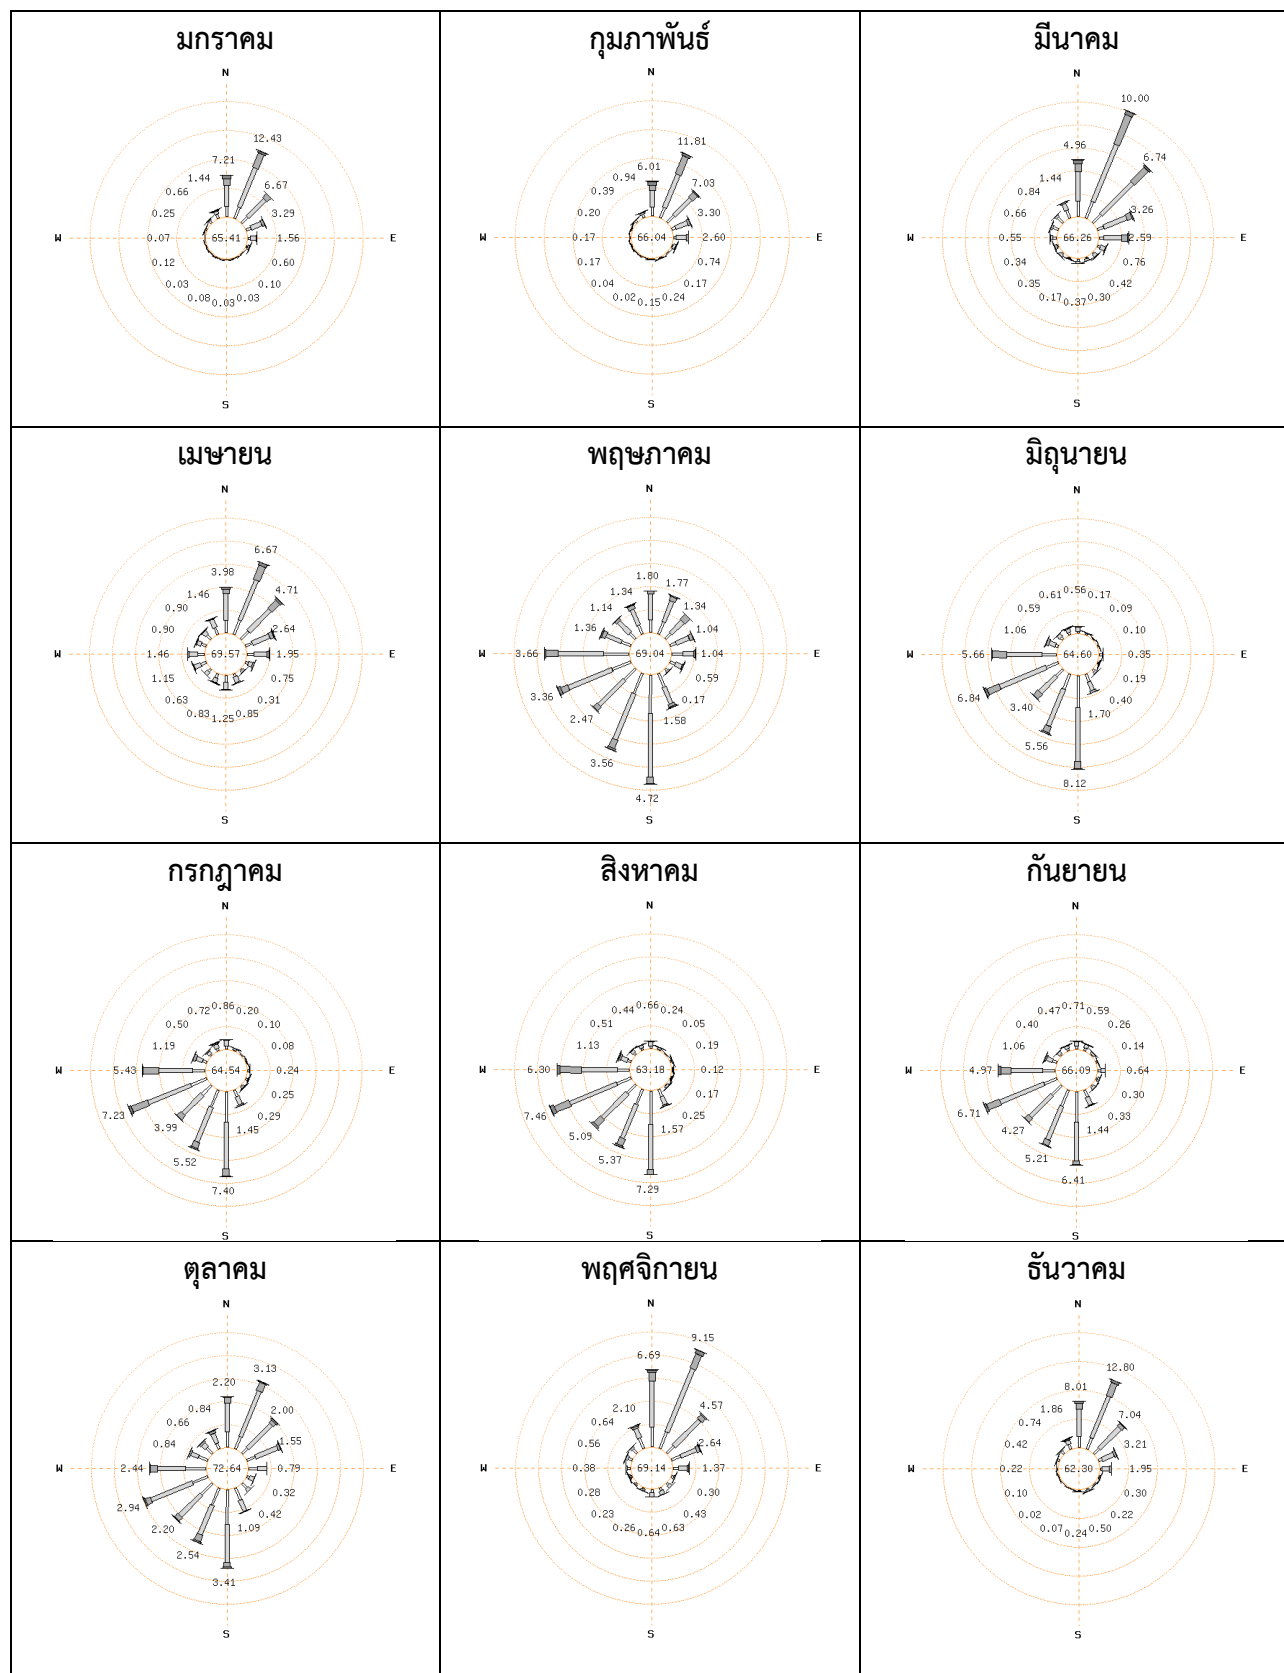 มกราคม
N
12.43
7.21
1.44
6.67
0.66
3.29
0.25
W 0.07 65.41 1.56 E
0.12 0.60
0.03 0.10
0.08 0.03 0.03
S
กุมภาพันธ์
N
11.81
6.01
0.94 7.03
0.39
3.30
0.20
W 0.17 66.04 2.60 E
0.17 0.74
0.04 0.17
0.02 0.15 0.24
S
มีนาคม
N
10.00
4.96
6.74
1.44
0.84
0.66 3.26
W 0.55 66.26 2.59 E
0.34 0.76
0.35 0.42
0.17 0.37 0.30
S
เมษายน
N
6.67
3.98
1.46 4.71
0.90
0.90 2.64
W 1.46 69.57 1.95 E
1.15 0.75
0.63 0.31
0.83 1.25 0.85
S
พฤษภาคม
N
1.80
1.34 1.77
1.14 1.34
1.36 1.04
W 3.66 69.04 1.04 E
3.36 0.59
2.47 0.17
3.56 1.58
4.72
S
มิถุนายน
N
0.61 0.56 0.17
0.59 0.09
1.06 0.10
W 5.66 64.60 0.35 E
6.84 0.19
3.40 0.40
5.56 1.70
8.12
S
กรกฎาคม
N
0.72 0.86 0.20
0.50 0.10
1.19 0.08
W 5.43 64.54 0.24 E
7.23 0.25
3.99 0.29
5.52 1.45
7.40
S
สิงหาคม
N
0.44 0.66 0.24
0.51 0.05
1.13 0.19
W 6.30 63.18 0.12 E
7.46 0.17
5.09 0.25
5.37 1.57
7.29
S
กันยายน
N
0.47 0.71 0.59
0.40 0.26
1.06 0.14
W 4.97 66.09 0.64 E
6.71 0.30
4.27 0.33
5.21 1.44
6.41
S
ตุลาคม
N
3.13
2.20
0.84 2.00
0.66
0.84 1.55
W 2.44 72.64 0.79 E
2.94 0.32
2.20 0.42
2.54 1.09
3.41
S
พฤศจิกายน
N
9.15
6.69
2.10 4.57
0.64
0.56 2.64
W 0.38 69.14 1.37 E
0.28 0.30
0.23 0.43
0.26 0.64 0.63
S
ธันวาคม
N
12.80
8.01
1.86 7.04
0.74
0.42 3.21
W 0.22 62.30 1.95 E
0.10 0.30
0.02 0.22
0.07 0.24 0.50
S